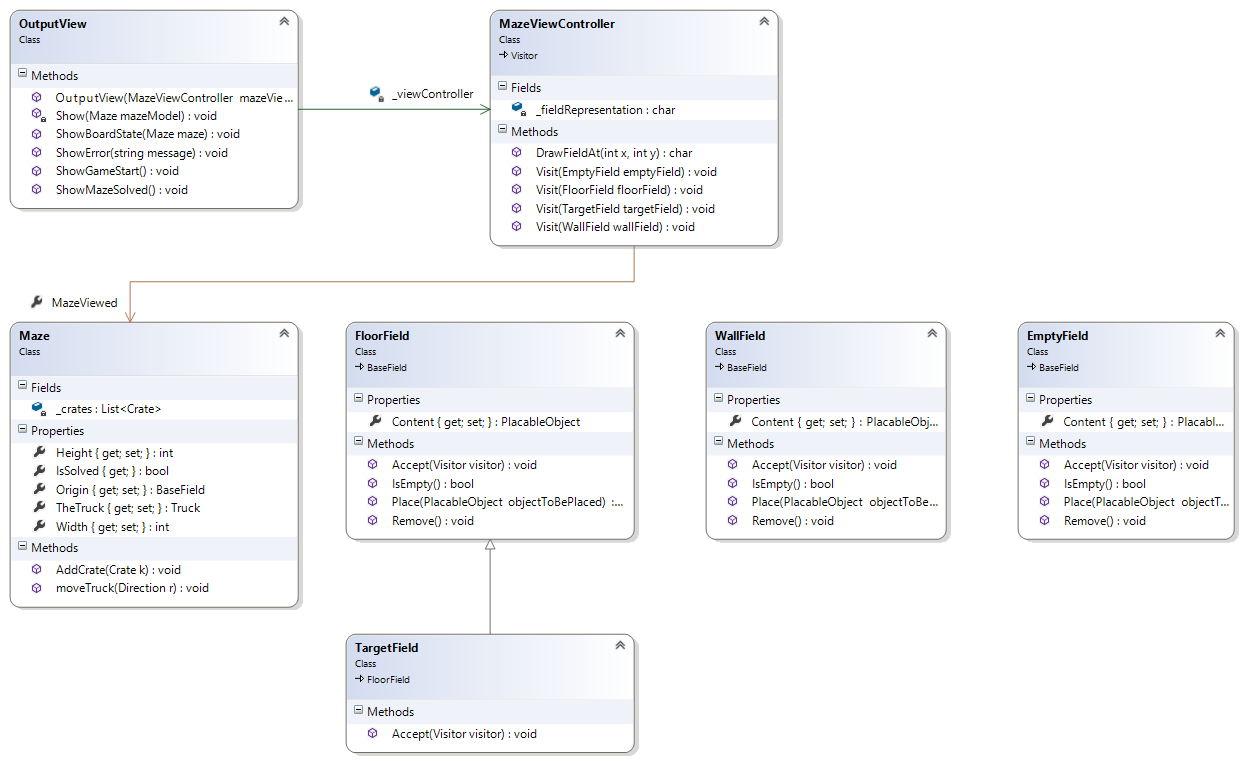 OutputView
Class
Methods
OutputView(MazeViewController mazeVie...
Show(Maze mazeModel) : void
ShowBoardState(Maze maze) : void
ShowError(string message) : void
ShowGameStart() : void
ShowMazeSolved() : void
_viewController
MazeViewController
Class
Visitor
Fields
_fieldRepresentation : char
Methods
DrawFieldAt(int x, int y) : char
Visit(EmptyField emptyField) : void
Visit(FloorField floorField) : void
Visit(TargetField targetField) : void
Visit(WallField wallField) : void
MazeViewed
Maze
Class
Fields
_crates : List<Crate>
Properties
Height { get; set; } : int
IsSolved { get; } : bool
Origin { get; set; } : BaseField
TheTruck { get; set; } : Truck
Width { get; set; } : int
Methods
AddCrate(Crate k) : void
moveTruck(Direction r) : void
FloorField
Class
BaseField
Properties
Content { get; set; } : PlacableObject
Methods
Accept(Visitor visitor) : void
IsEmpty() : bool
Place(PlacableObject objectToBePlaced) :...
Remove() : void
WallField
Class
BaseField
Properties
Content { get; set; } : PlacableObj...
Methods
Accept(Visitor visitor) : void
IsEmpty() : bool
Place(PlacableObject objectToBe...
Remove() : void
EmptyField
Class
BaseField
Properties
Content { get; set; } : Placabl...
Methods
Accept(Visitor visitor) : void
IsEmpty() : bool
Place(PlacableObject objectT...
Remove() : void
TargetField
Class
FloorField
Methods
Accept(Visitor visitor) : void